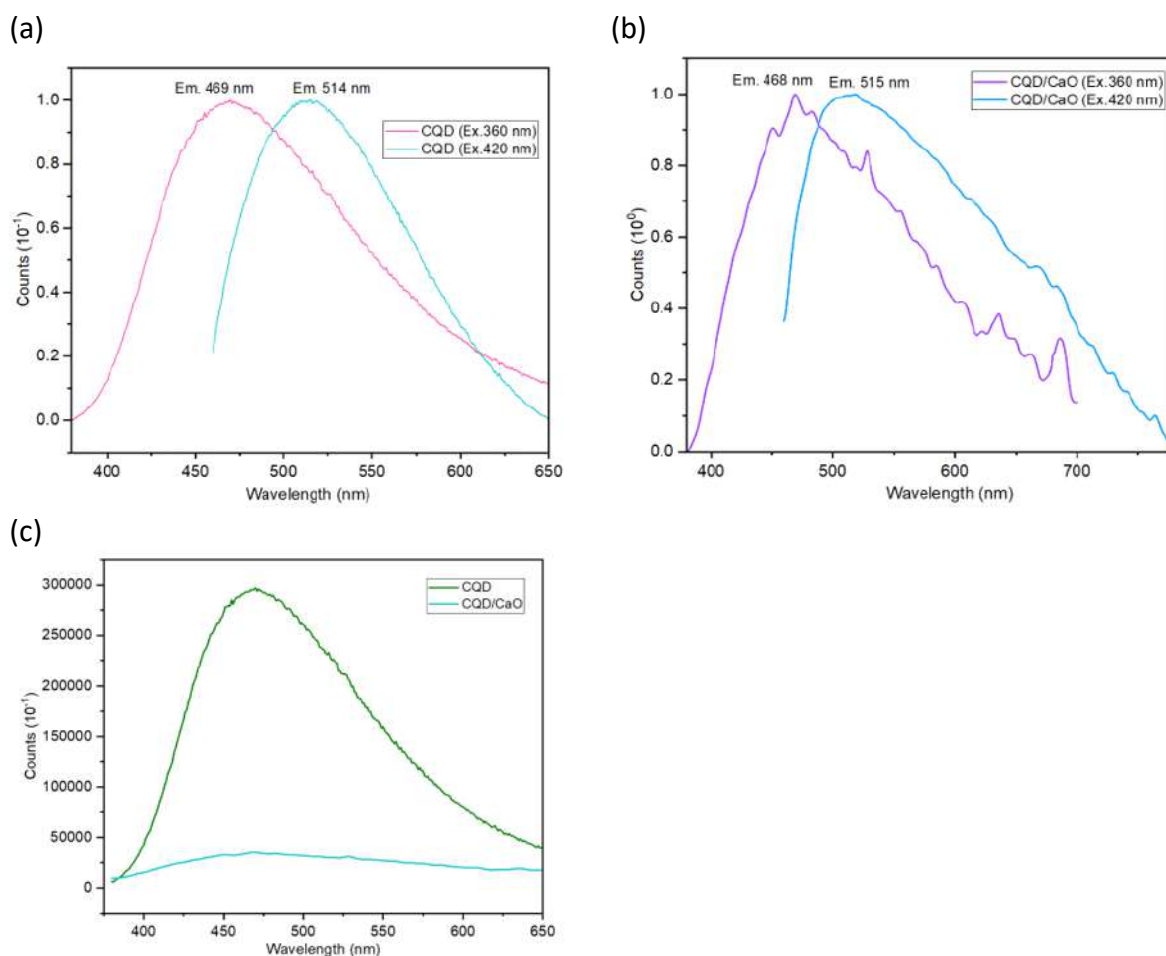 (a)
Em. 469 nm
Em. 514 nm
CQD (Ex.360 nm)
CQD (Ex.420 nm)
Counts (10⁻¹)
1.0
0.8
0.6
0.4
0.2
0.0
400 450 500 550 600 650
Wavelength (nm)
(b)
Em. 468 nm
Em. 515 nm
CQD/CaO (Ex.360 nm)
CQD/CaO (Ex.420 nm)
Counts (10⁰)
1.0
0.8
0.6
0.4
0.2
0.0
400 500 600 700
Wavelength (nm)
(c)
CQD
CQD/CaO
Counts (10⁻¹)
300000
250000
200000
150000
100000
50000
0
400 450 500 550 600 650
Wavelength (nm)